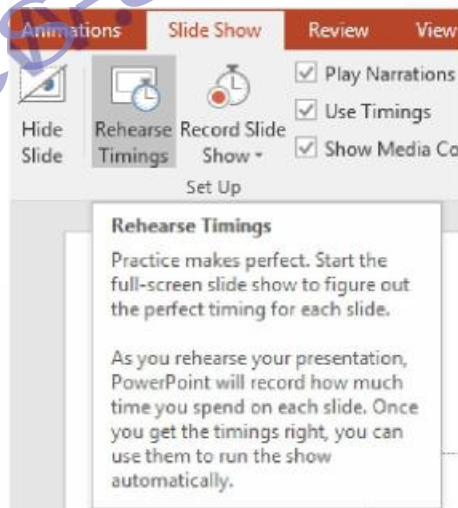 Animations Slide Show Review View
Hide Slide
Rehearse Timings
Record Slide Show
Play Narrations
Use Timings
Show Media Co
Set Up
Rehearse Timings
Practice makes perfect. Start the
full-screen slide show to figure out
the perfect timing for each slide.
As you rehearse your presentation,
PowerPoint will record how much
time you spend on each slide. Once
you get the timings right, you can
use them to run the show
automatically.